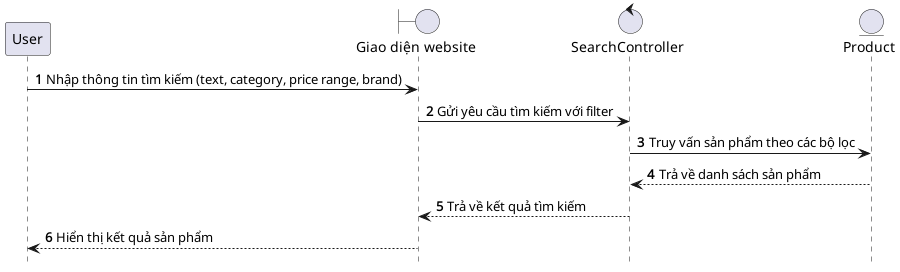 User
Giao diện website
SearchController
Product
1 Nhập thông tin tìm kiếm (text, category, price range, brand)
2 Gửi yêu cầu tìm kiếm với filter
3 Truy vấn sản phẩm theo các bộ lọc
4 Trả về danh sách sản phẩm
5 Trả về kết quả tìm kiếm
6 Hiển thị kết quả sản phẩm